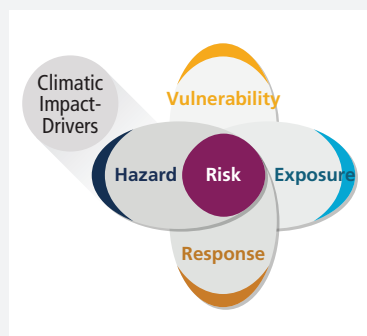 Climatic
Impact-
Drivers
Vulnerability
Hazard
Risk
Exposure
Response